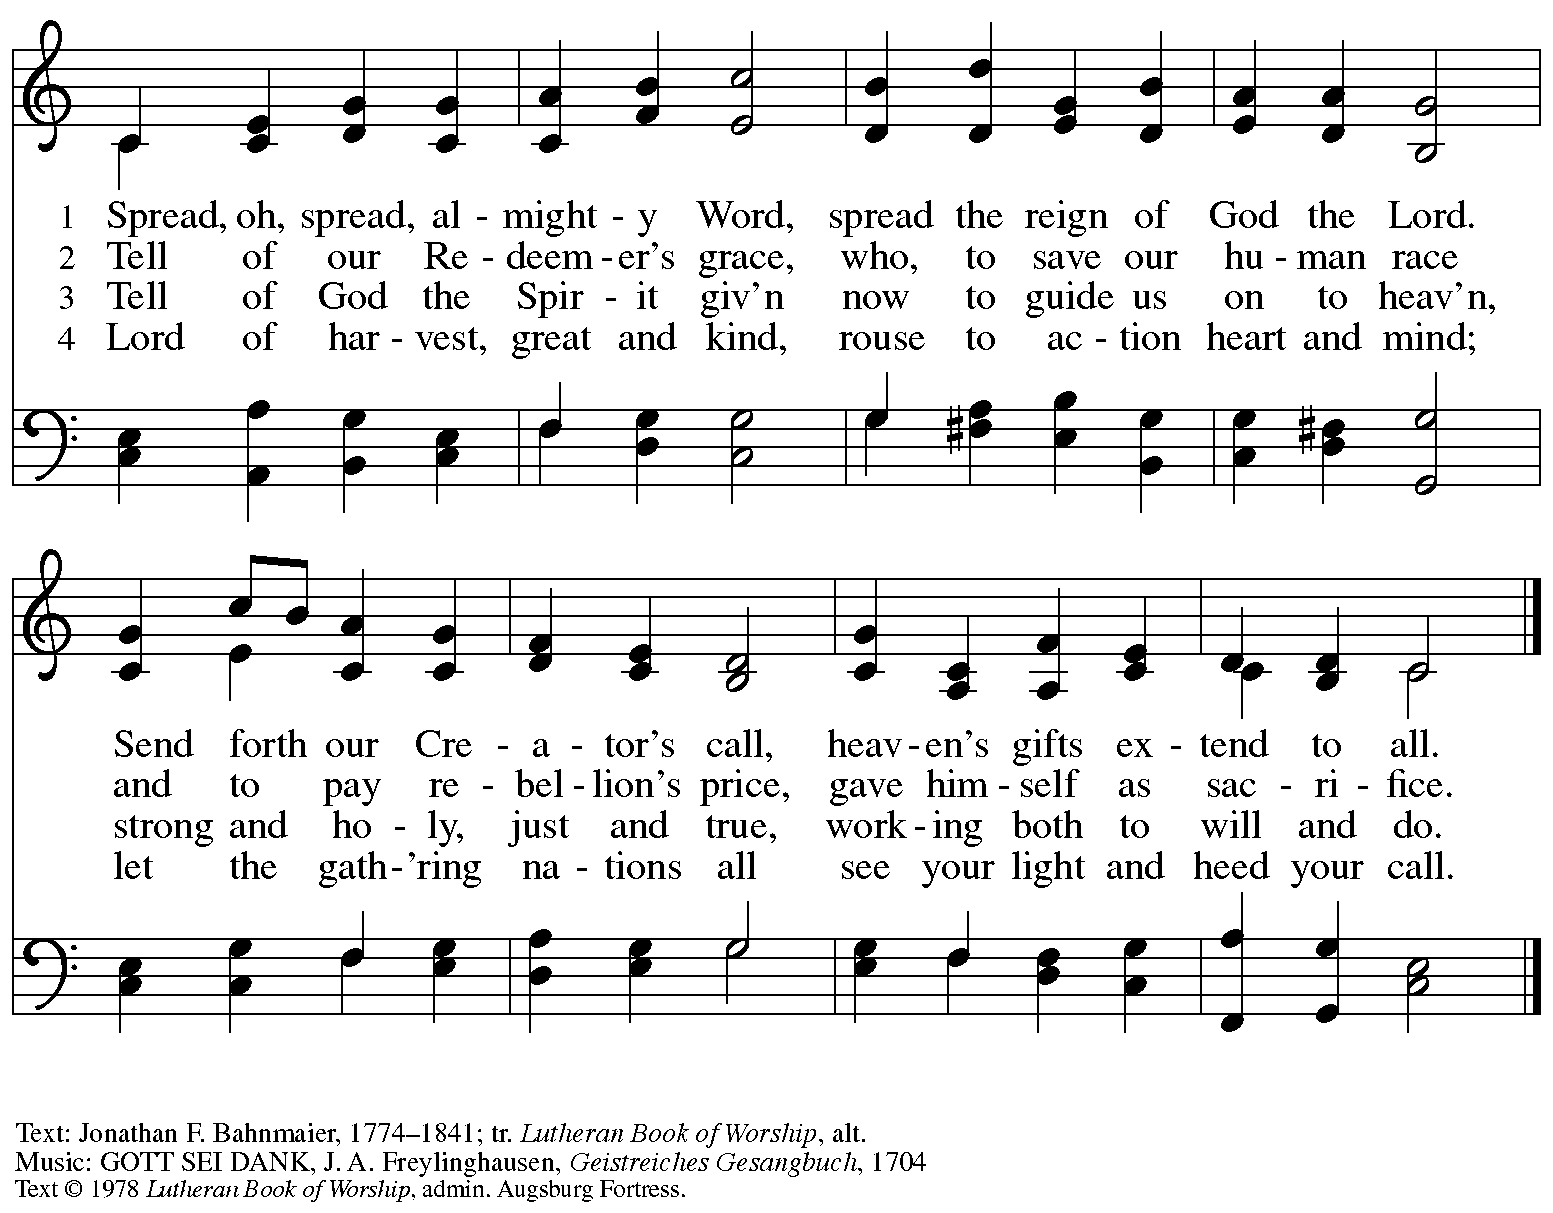 1 Spread, oh, spread, al - might - y Word, spread the reign of God the Lord.
2 Tell of our Re - deem - er’s grace, who, to save our hu - man race
3 Tell of God the Spir - it giv’n now to guide us on to heav’n,
4 Lord of har - vest, great and kind, rouse to ac - tion heart and mind;
Send forth our Cre - a - tor’s call, heav - en’s gifts ex - tend to all.
and to pay re - bel - lion’s price, gave him - self as sac - ri - fice.
strong and ho - ly, just and true, work - ing both to will and do.
let the gath - ’ring na - tions all see your light and heed your call.
Text: Jonathan F. Bahnmaier, 1774–1841; tr. Lutheran Book of Worship, alt.
Music: GOTT SEI DANK, J. A. Freylinghausen, Geistreiches Gesangbuch, 1704
Text © 1978 Lutheran Book of Worship, admin. Augsburg Fortress.